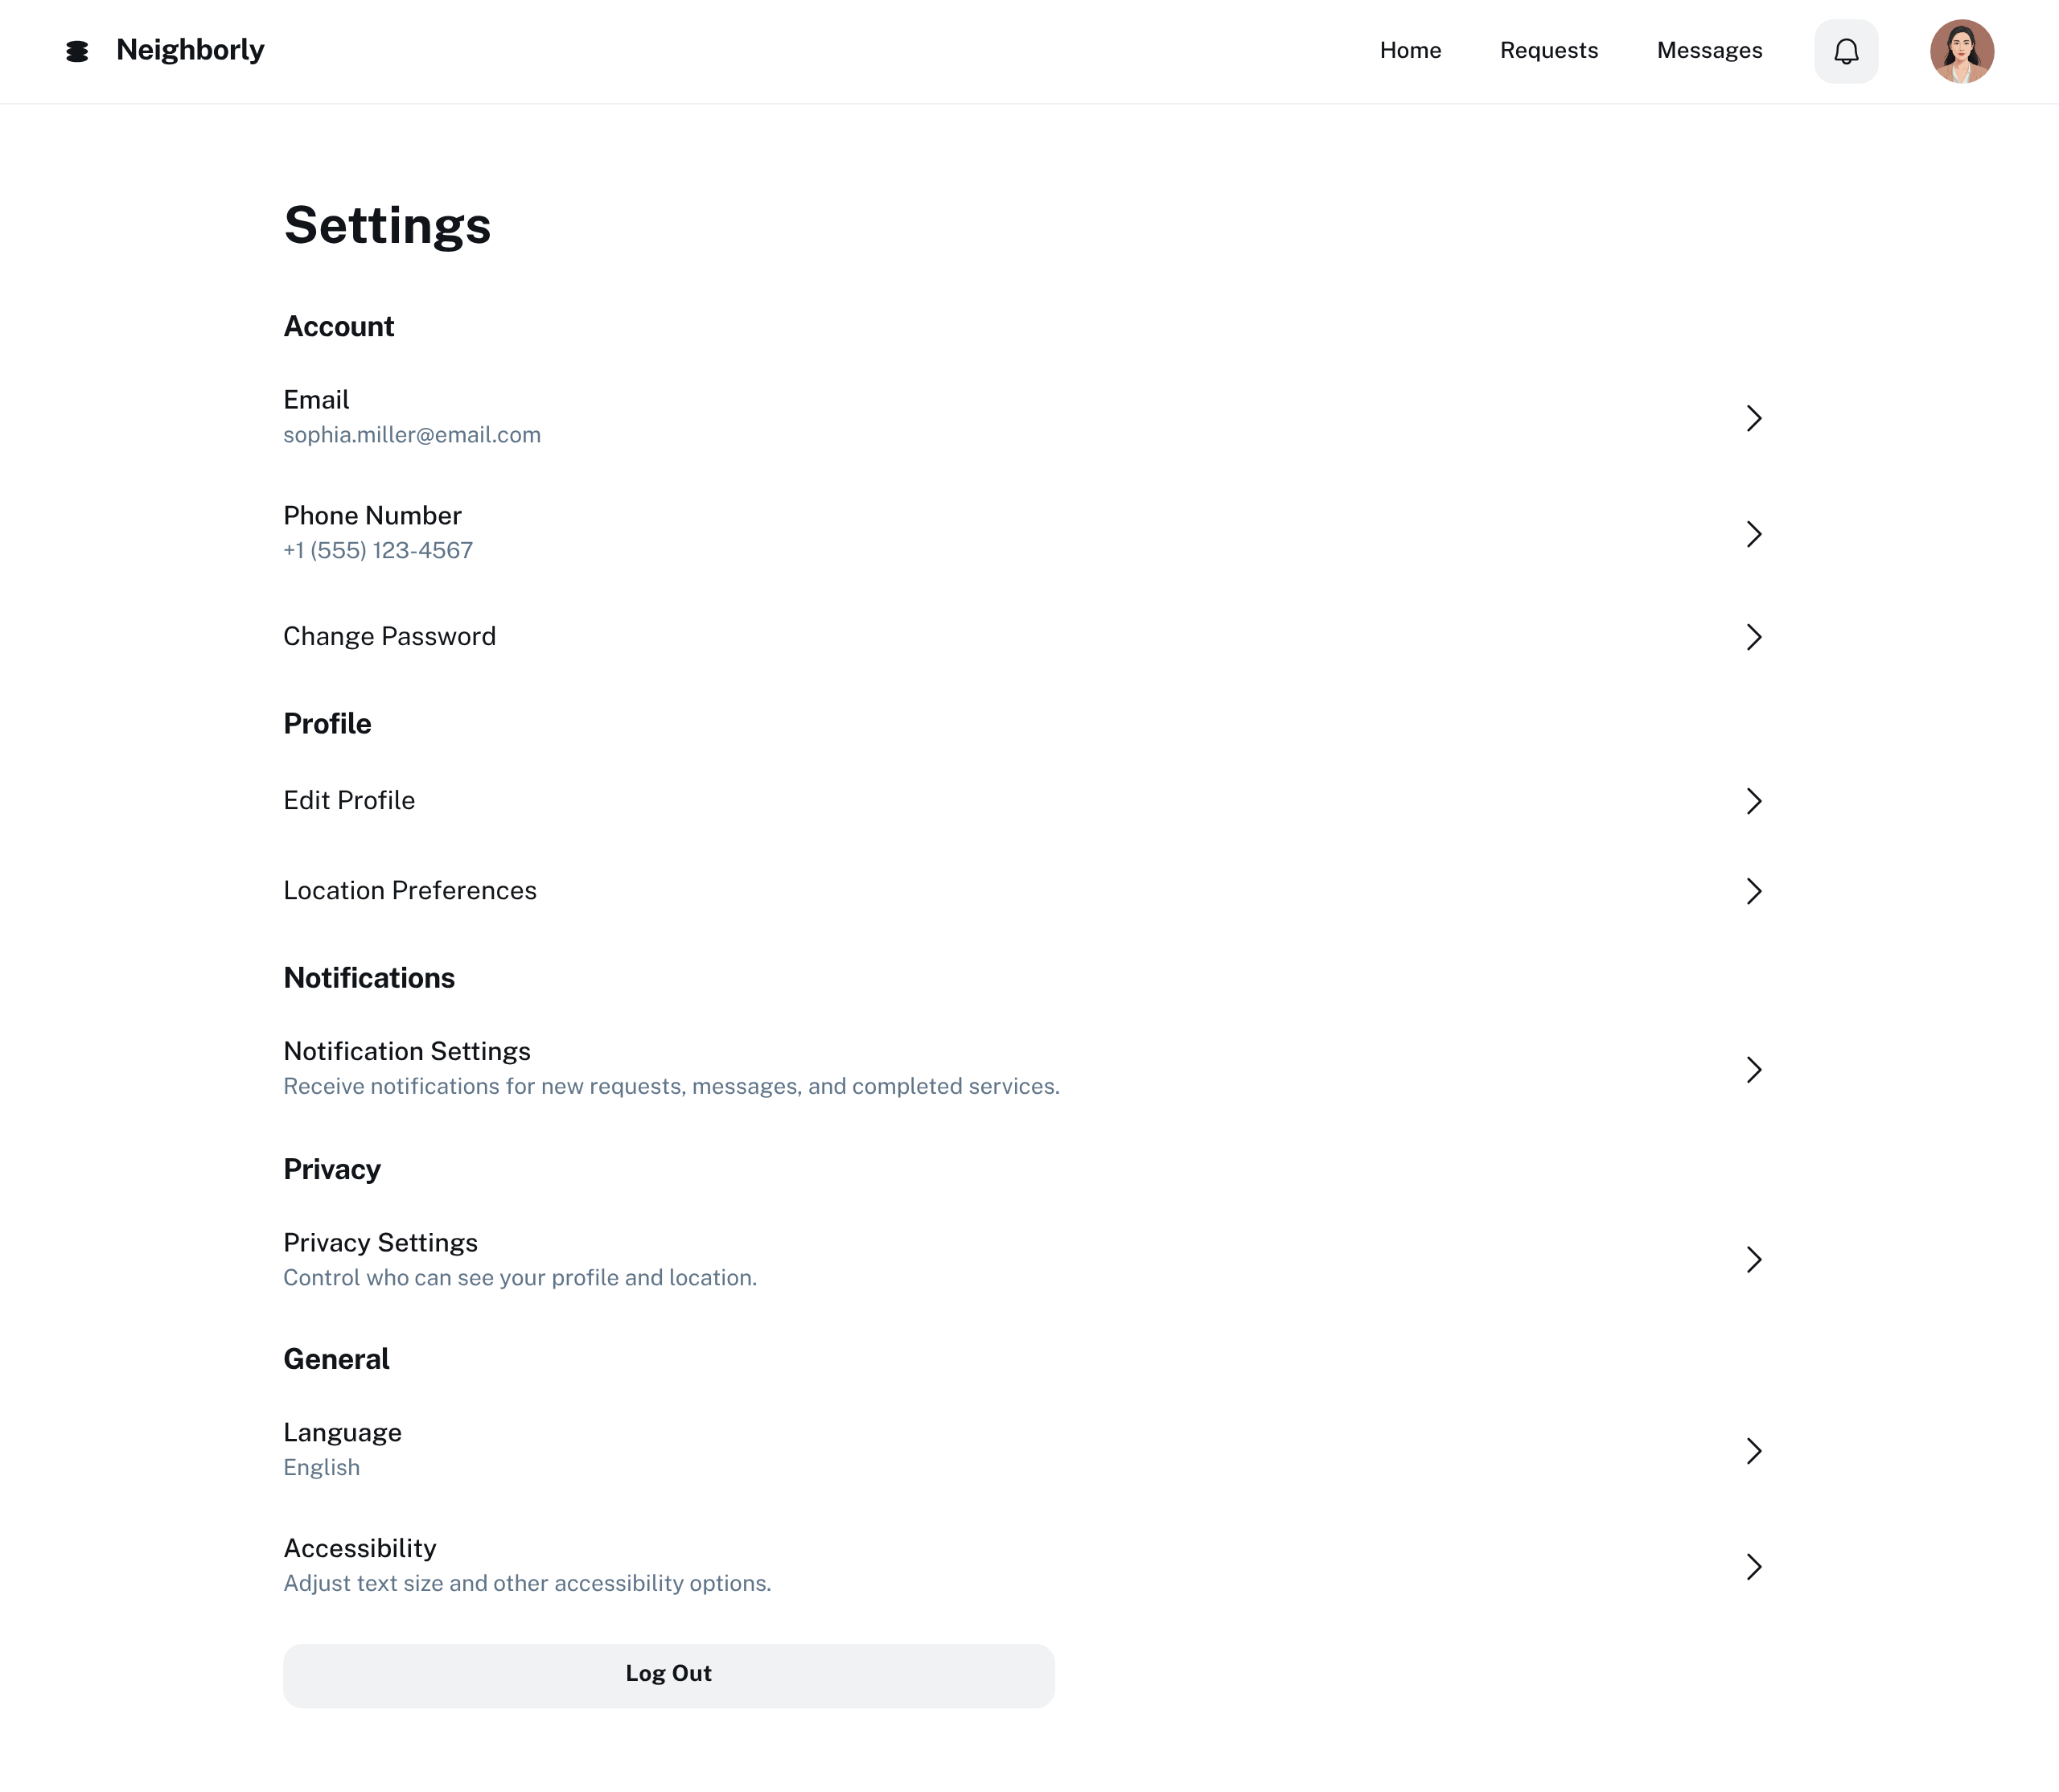 Neighborly
Home
Requests
Messages
Settings
Account
Email
sophia.miller@email.com
Phone Number
+1 (555) 123-4567
Change Password
Profile
Edit Profile
Location Preferences
Notifications
Notification Settings
Receive notifications for new requests, messages, and completed services.
Privacy
Privacy Settings
Control who can see your profile and location.
General
Language
English
Accessibility
Adjust text size and other accessibility options.
Log Out